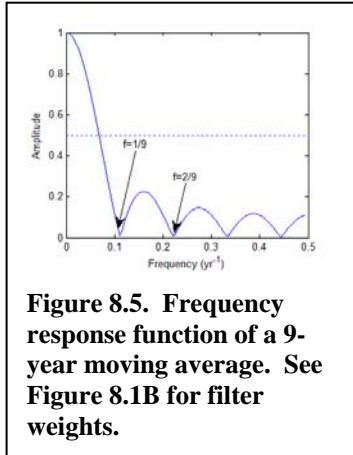 1
0.8
0.6
0.4
0.2
0
Amplitude
f=1/9
f=2/9
0 0.1 0.2 0.3 0.4 0.5
Frequency (yr⁻¹)
Figure 8.5. Frequency
response function of a 9-
year moving average. See
Figure 8.1B for filter
weights.